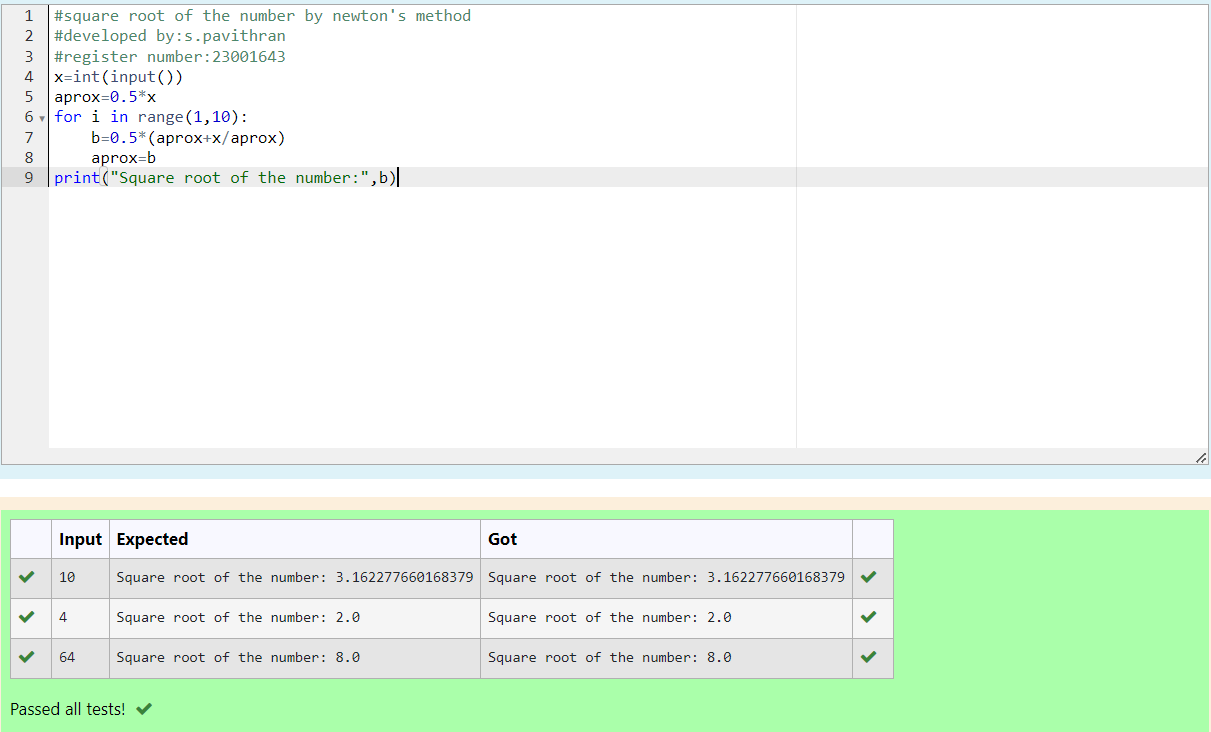 1 #square root of the number by newton's method
2 #developed by:s.pavithran
3 #register number:23001643
4 x=int(input())
5 aprox=0.5*x
6 for i in range(1,10):
7     b=0.5*(aprox+x/aprox)
8     aprox=b
9 print("Square root of the number:",b)
Input Expected Got
10 Square root of the number: 3.162277660168379 Square root of the number: 3.162277660168379
4 Square root of the number: 2.0 Square root of the number: 2.0
64 Square root of the number: 8.0 Square root of the number: 8.0
Passed all tests!